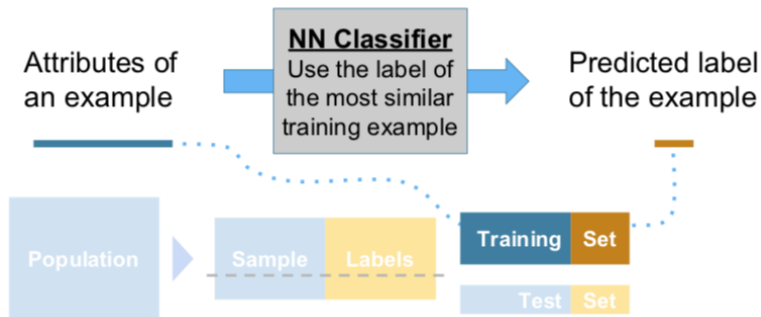 NN Classifier
Attributes of
an example
Use the label of
the most similar
training example
Predicted label
of the example
Population
Sample
Labels
Training Set
Test Set